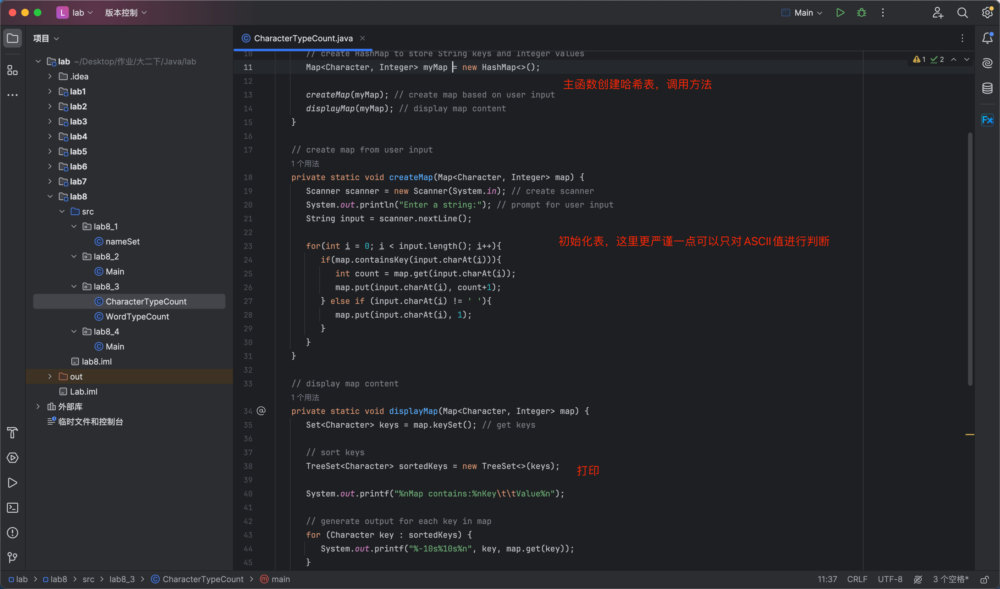 L lab 版本控制 Main
项目
CharacterTypeCount.java
lab ~/Desktop/作业/大二下/Java/lab
.idea
lab1
lab2
lab3
lab4
lab5
lab6
lab7
lab8
src
lab8_1
nameSet
lab8_2
Main
lab8_3
CharacterTypeCount
WordTypeCount
lab8_4
Main
lab8.iml
out
Lab.iml
外部库
临时文件和控制台
10 // create HashMap to store String keys and Integer values
1 2
11 Map<Character, Integer> myMap = new HashMap<>();
12
主函数创建哈希表，调用方法
13 createMap(myMap); // create map based on user input
14 displayMap(myMap); // display map content
15 }
16
17 // create map from user input
1 个用法
18 private static void createMap(Map<Character, Integer> map) {
19 Scanner scanner = new Scanner(System.in); // create scanner
20 System.out.println("Enter a string:"); // prompt for user input
21 String input = scanner.nextLine();
22
初始化表，这里更严谨一点可以只对ASCII值进行判断
23 for(int i = 0; i < input.length(); i++){
24 if(map.containsKey(input.charAt(i))){
25 int count = map.get(input.charAt(i));
26 map.put(input.charAt(i), count+1);
27 } else if (input.charAt(i) != ' '){
28 map.put(input.charAt(i), 1);
29 }
30 }
31 }
32
33 // display map content
1 个用法
34 @ private static void displayMap(Map<Character, Integer> map) {
35 Set<Character> keys = map.keySet(); // get keys
36
37 // sort keys
38 TreeSet<Character> sortedKeys = new TreeSet<>(keys);
打印
39
40 System.out.printf("%nMap contains:%nKey\t\tValue%n");
41
42 // generate output for each key in map
43 for (Character key : sortedKeys) {
44 System.out.printf("%-10s%10s%n", key, map.get(key));
45 }
Fx
lab > lab8 > src > lab8_3 > CharacterTypeCount > main
11:37 CRLF UTF-8 3 个空格*